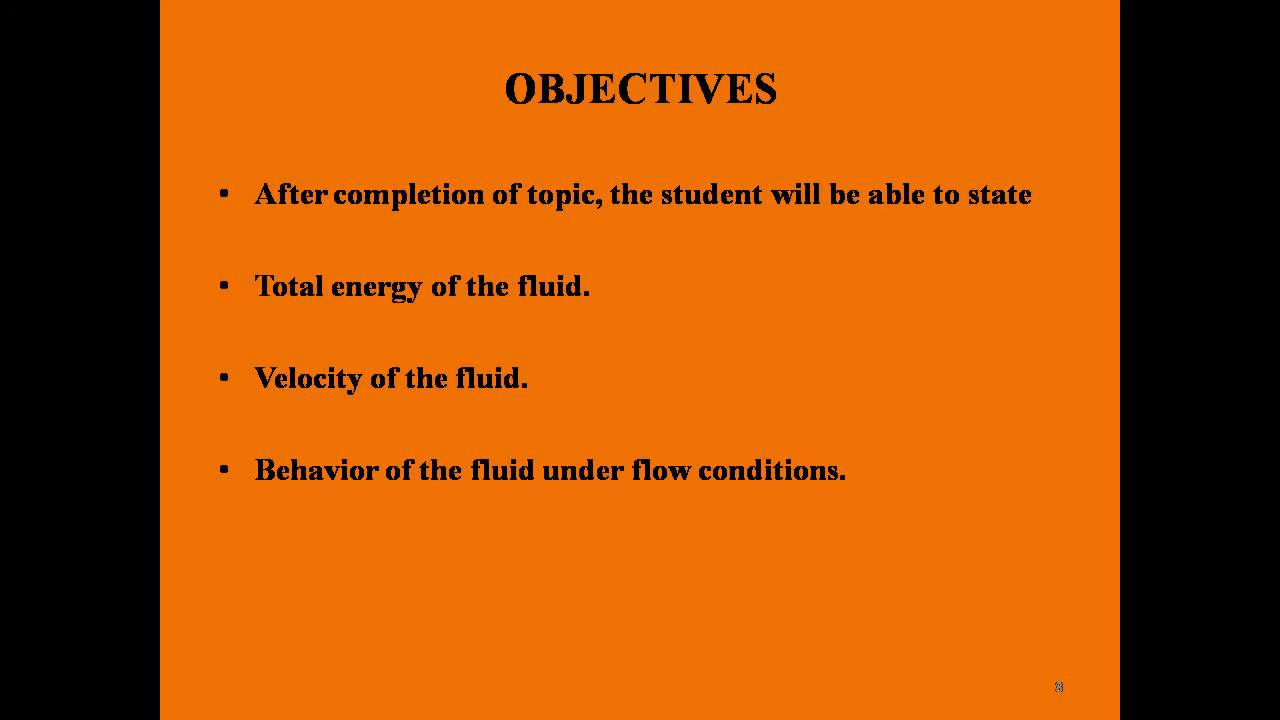 OBJECTIVES
• After completion of topic, the student will be able to state
• Total energy of the fluid.
• Velocity of the fluid.
• Behavior of the fluid under flow conditions.
8